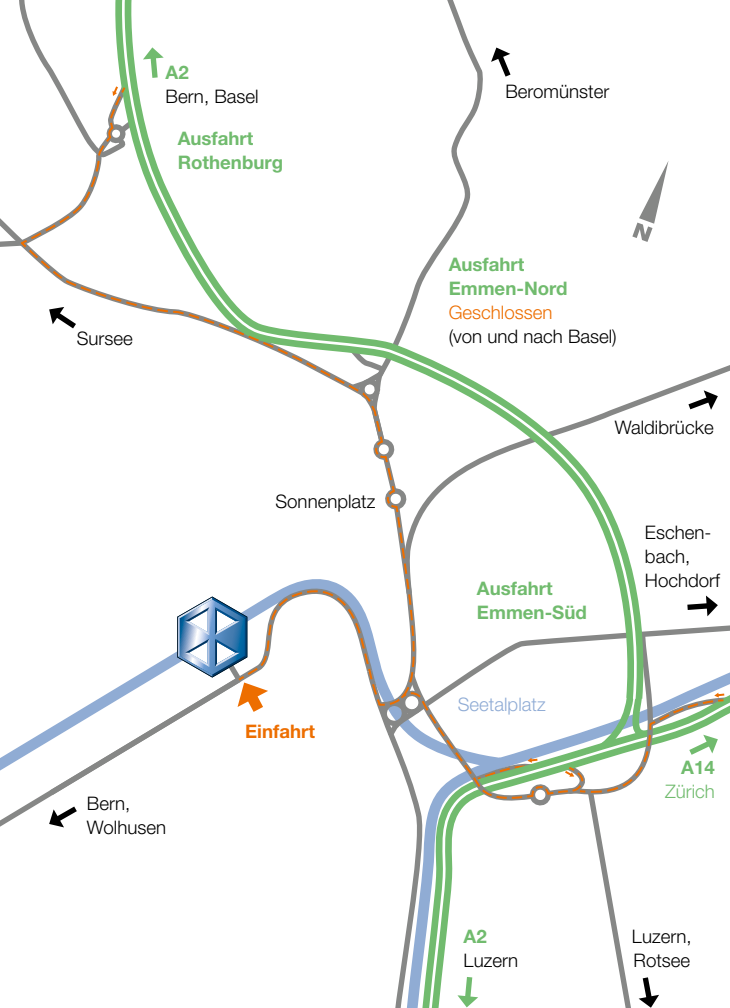 A2
Bern, Basel
Ausfahrt
Rothenburg
Beromünster
N
Ausfahrt
Emmen-Nord
Geschlossen
(von und nach Basel)
Sursee
Waldibrücke
Sonnenplatz
Eschen-
bach,
Hochdorf
Ausfahrt
Emmen-Süd
Seetalplatz
Einfahrt
A14
Zürich
Bern,
Wolhusen
A2
Luzern
Luzern,
Rotsee